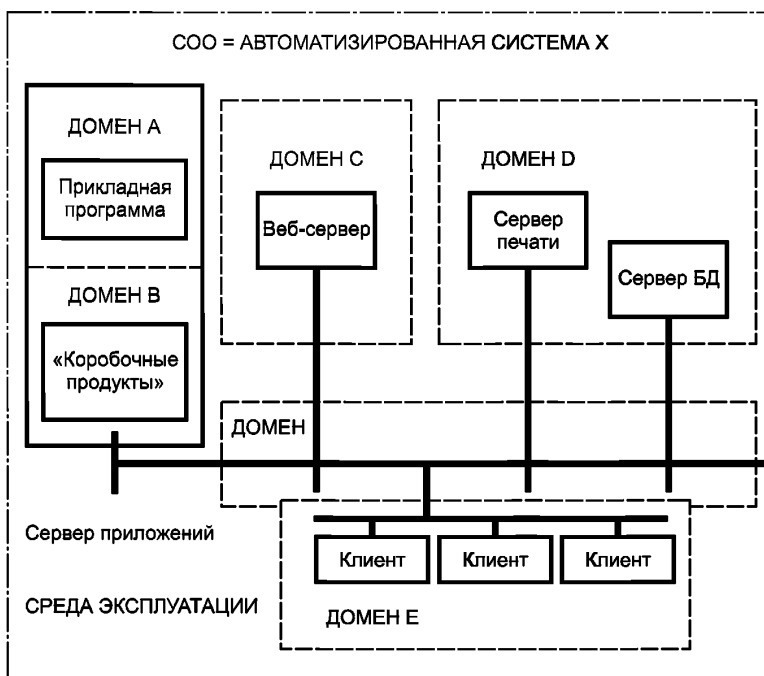 СОО = АВТОМАТИЗИРОВАННАЯ СИСТЕМА X
ДОМЕН A
Прикладная
программа
ДОМЕН B
«Коробочные
продукты»
ДОМЕН C
Веб-сервер
ДОМЕН D
Сервер
печати
Сервер БД
ДОМЕН
Сервер приложений
Клиент
Клиент
Клиент
СРЕДА ЭКСПЛУАТАЦИИ
ДОМЕН E